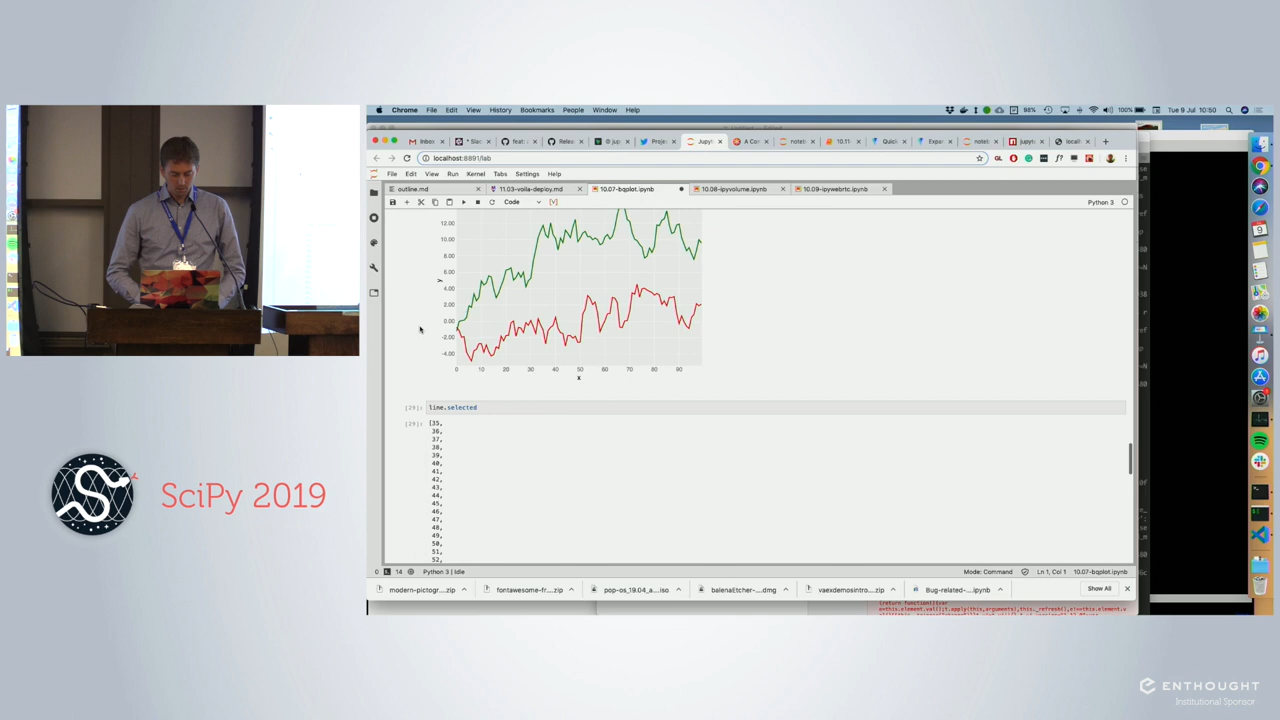 Chrome File Edit View History Bookmarks People Window Help
98% 100% Tue 9 Jul 10:50
localhost:8891/lab
File Edit View Run Kernel Tabs Settings Help
outline.md 11.03-voila-deploy.md 10.07-bqplot.ipynb 10.08-ipyvolume.ipynb 10.09-ipywebrtc.ipynb
Code Python 3
12.00
10.00
8.00
6.00
4.00
2.00
0.00
-2.00
-4.00
y
0 10 20 30 40 50 60 70 80 90
x
[29]: line.selected
[29]: [35,
36,
37,
38,
39,
40,
41,
42,
43,
44,
45,
46,
47,
48,
49,
50,
51,
52,
0 14 Python 3 | Idle Mode: Command Ln 1, Col 1 10.07-bqplot.ipynb
modern-pictogr....zip fontawesome-fr....zip pop-os_19.04_a....iso balenaEtcher-....dmg vaexdemosintro....zip Bug-related-....ipynb Show All
SciPy 2019
ENTHOUGHT
Institutional Sponsor